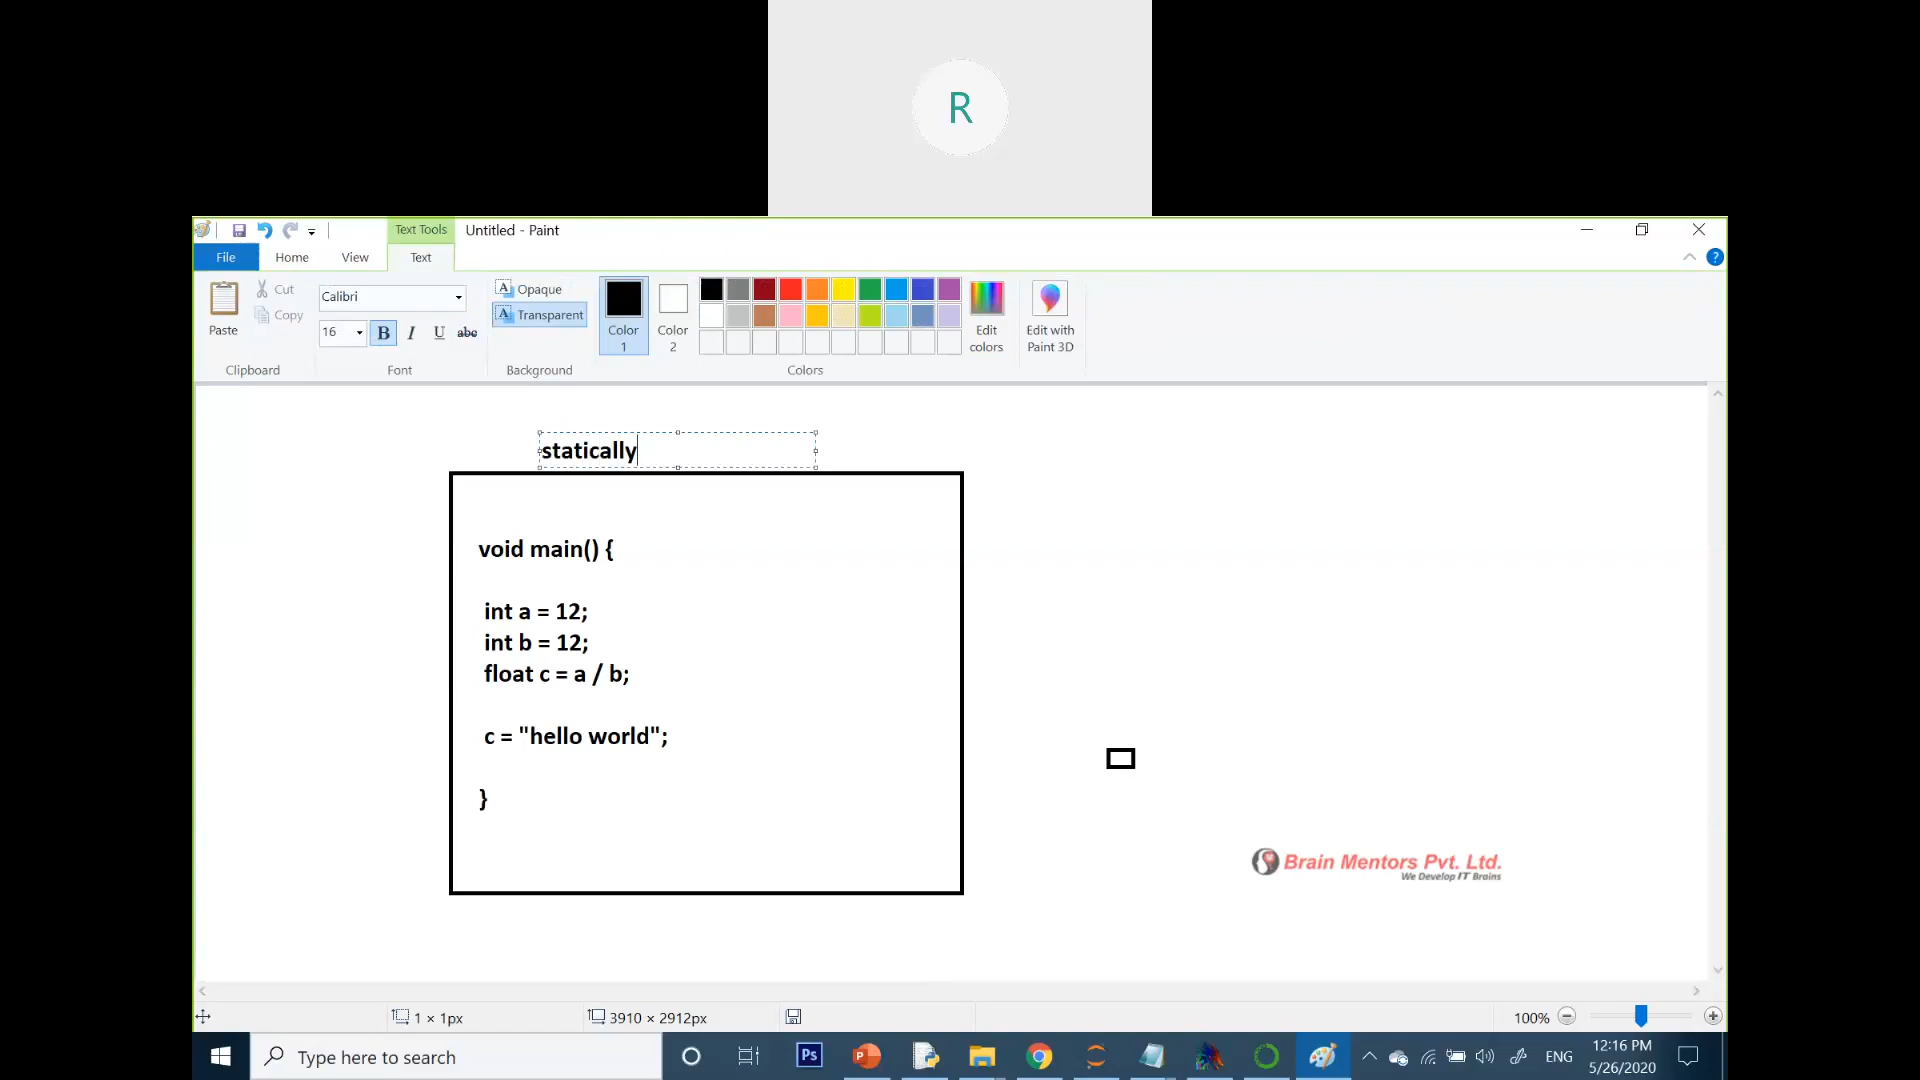 R
Text Tools
Untitled - Paint
File
Home
View
Text
?
Paste
Cut
Copy
Clipboard
Calibri
16
B I U abc
Font
A Opaque
A Transparent
Background
Color
1
Color
2
Colors
Edit
colors
Edit with
Paint 3D
statically
void main() {
int a = 12;
int b = 12;
float c = a / b;
c = "hello world";
}
Brain Mentors Pvt. Ltd.
We Develop IT Brains
1 × 1px
3910 × 2912px
100%
Type here to search
Ps
P
ENG
12:16 PM
5/26/2020